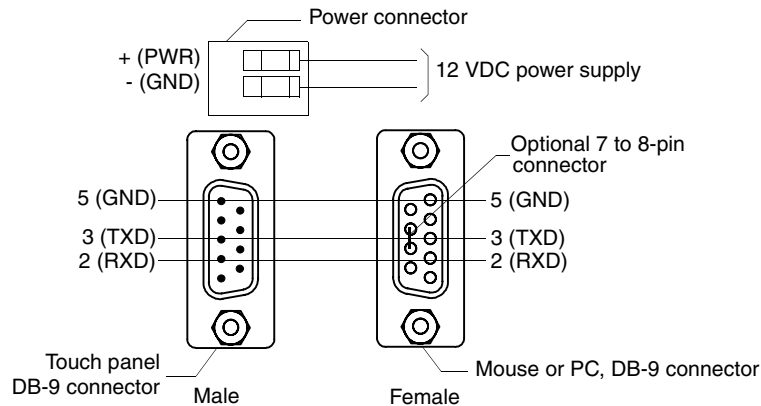 Power connector
+ (PWR)
- (GND)
12 VDC power supply
Optional 7 to 8-pin
connector
5 (GND)
5 (GND)
3 (TXD)
3 (TXD)
2 (RXD)
2 (RXD)
Touch panel
DB-9 connector
Male
Female
Mouse or PC, DB-9 connector